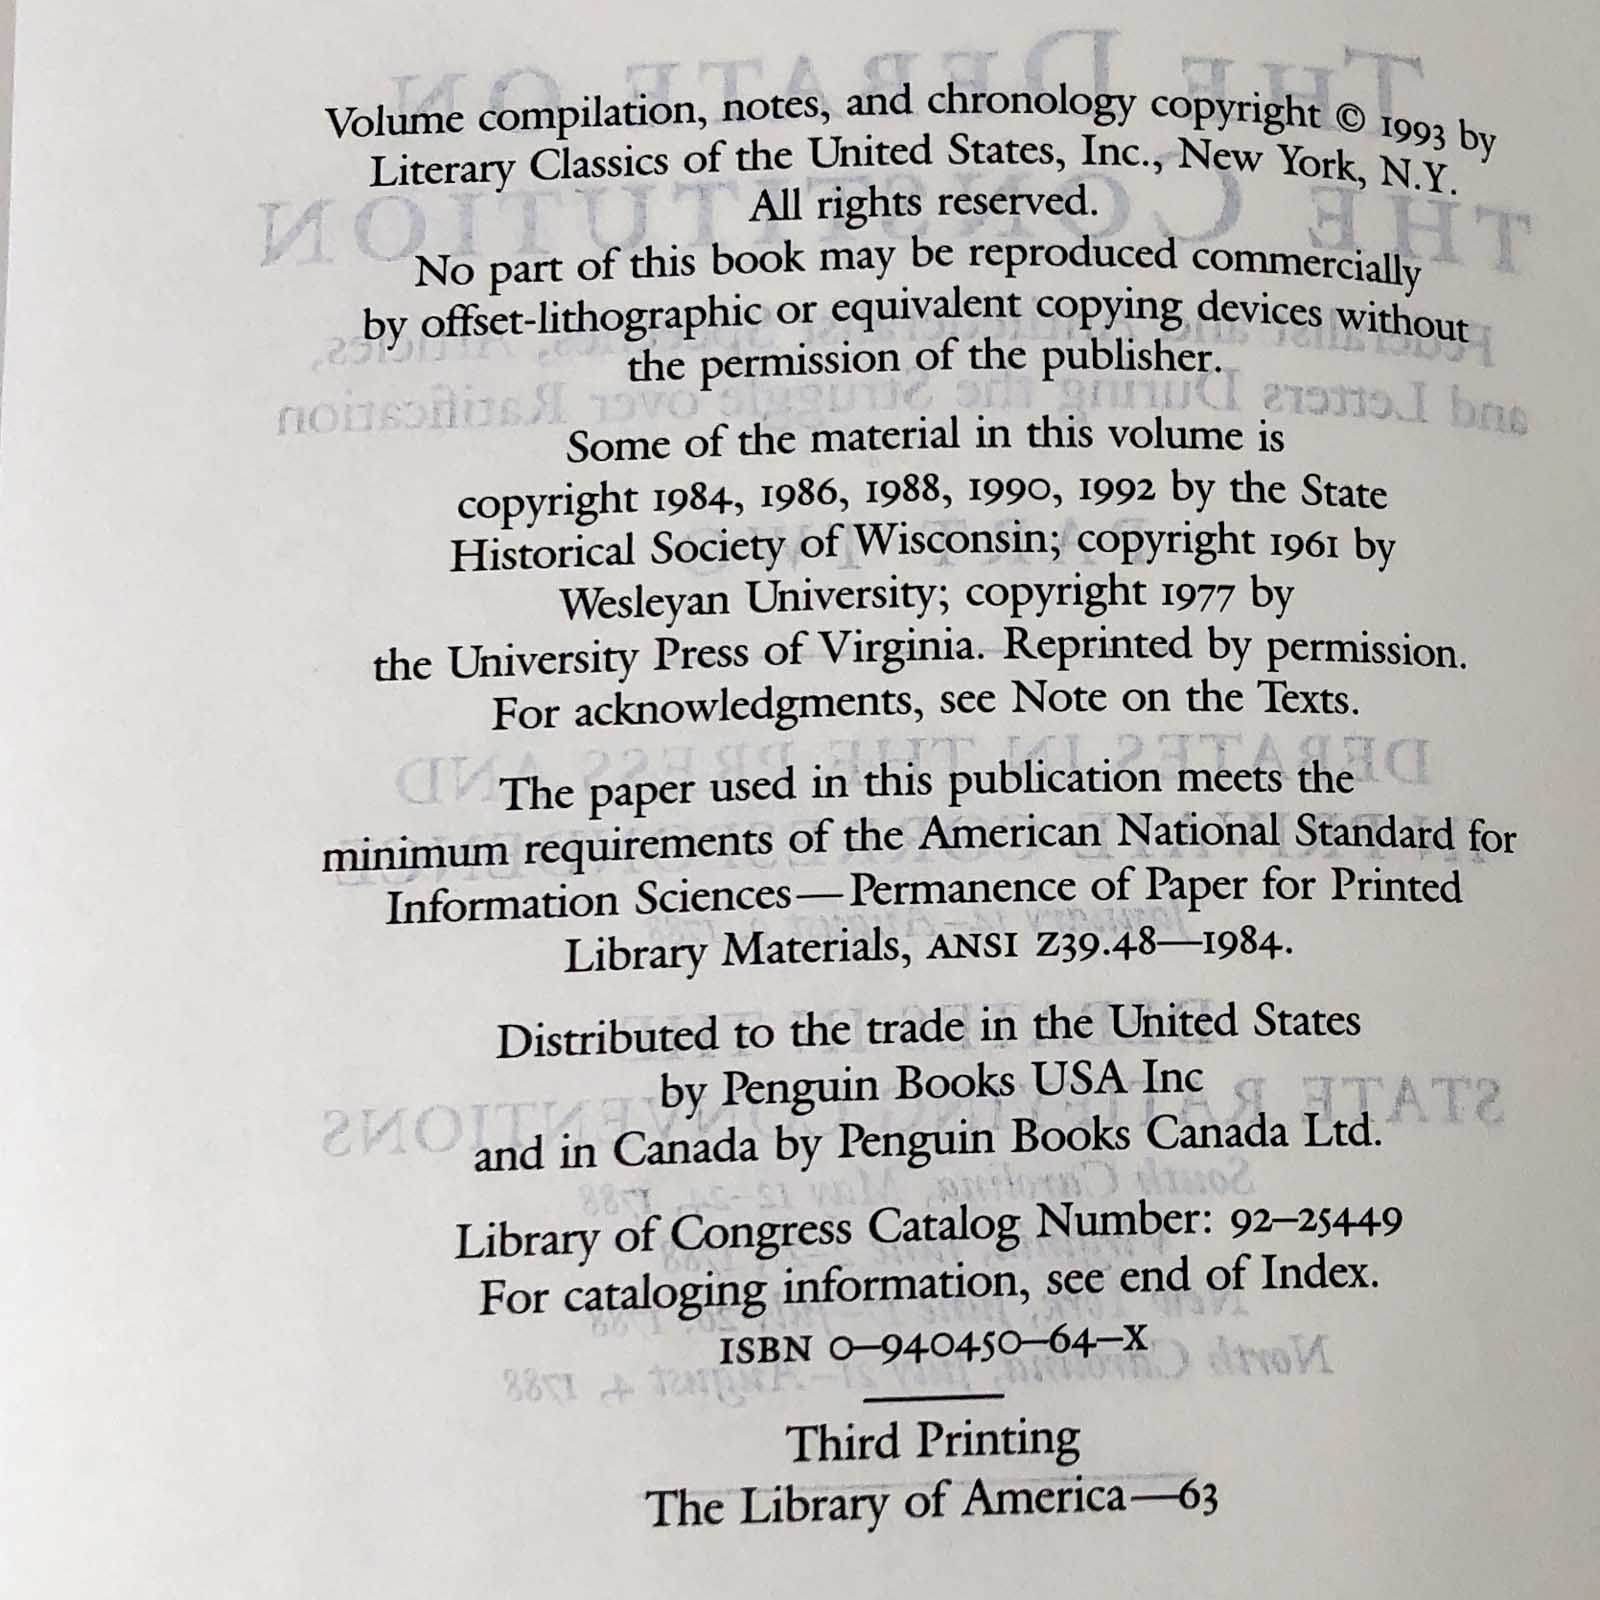 Volume compilation, notes, and chronology copyright © 1993 by
Literary Classics of the United States, Inc., New York, N.Y.
All rights reserved.
No part of this book may be reproduced commercially
by offset-lithographic or equivalent copying devices without
the permission of the publisher.
Some of the material in this volume is
copyright 1984, 1986, 1988, 1990, 1992 by the State
Historical Society of Wisconsin; copyright 1961 by
Wesleyan University; copyright 1977 by
the University Press of Virginia. Reprinted by permission.
For acknowledgments, see Note on the Texts.
The paper used in this publication meets the
minimum requirements of the American National Standard for
Information Sciences—Permanence of Paper for Printed
Library Materials, ANSI Z39.48—1984.
Distributed to the trade in the United States
by Penguin Books USA Inc
and in Canada by Penguin Books Canada Ltd.
Library of Congress Catalog Number: 92–25449
For cataloging information, see end of Index.
ISBN 0–940450–64–X
Third Printing
The Library of America—63